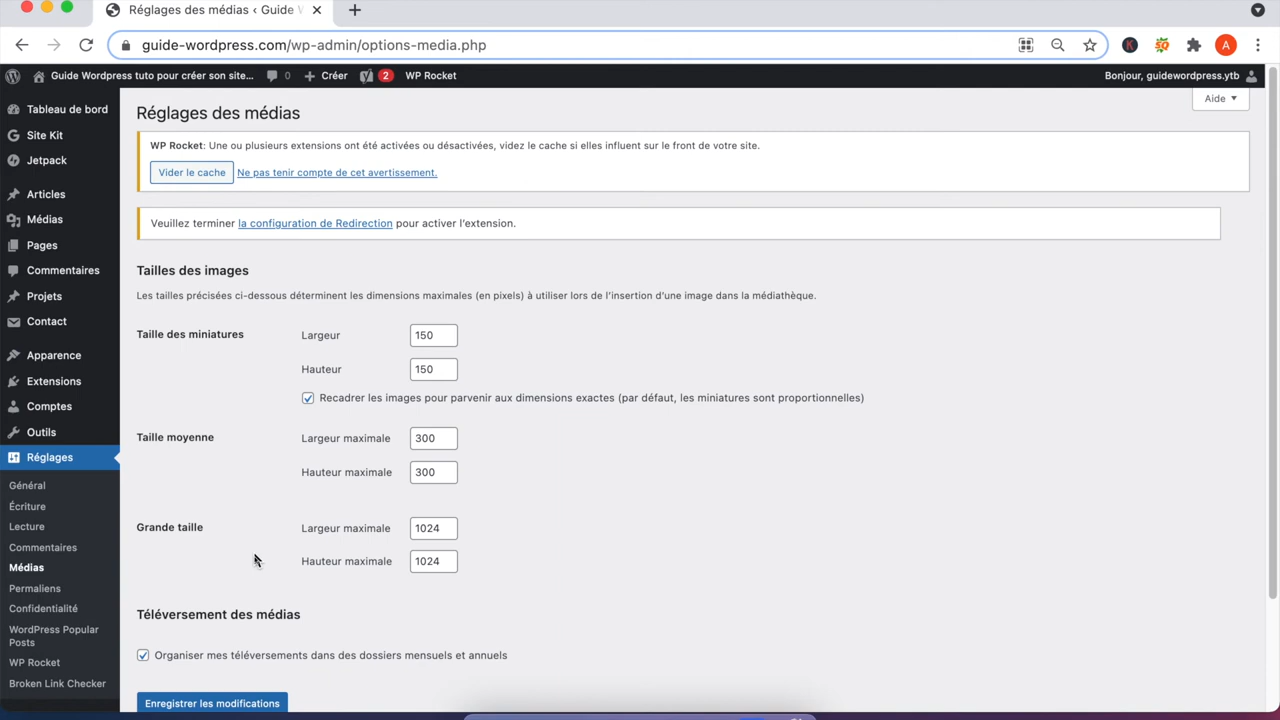 Réglages des médias ‹ Guide W
guide-wordpress.com/wp-admin/options-media.php
A
Guide Wordpress tuto pour créer son site...
0
Créer
2
WP Rocket
Bonjour, guidewordpress.ytb
Tableau de bord
Site Kit
Jetpack
Articles
Médias
Pages
Commentaires
Projets
Contact
Apparence
Extensions
Comptes
Outils
Réglages
Général
Écriture
Lecture
Commentaires
Médias
Permaliens
Confidentialité
WordPress Popular
Posts
WP Rocket
Broken Link Checker
Aide
Réglages des médias
WP Rocket: Une ou plusieurs extensions ont été activées ou désactivées, videz le cache si elles influent sur le front de votre site.
Vider le cache Ne pas tenir compte de cet avertissement.
Veuillez terminer la configuration de Redirection pour activer l’extension.
Tailles des images
Les tailles précisées ci-dessous déterminent les dimensions maximales (en pixels) à utiliser lors de l’insertion d’une image dans la médiathèque.
Taille des miniatures Largeur 150
Hauteur 150
Recadrer les images pour parvenir aux dimensions exactes (par défaut, les miniatures sont proportionnelles)
Taille moyenne Largeur maximale 300
Hauteur maximale 300
Grande taille Largeur maximale 1024
Hauteur maximale 1024
Téléversement des médias
Organiser mes téléversements dans des dossiers mensuels et annuels
Enregistrer les modifications